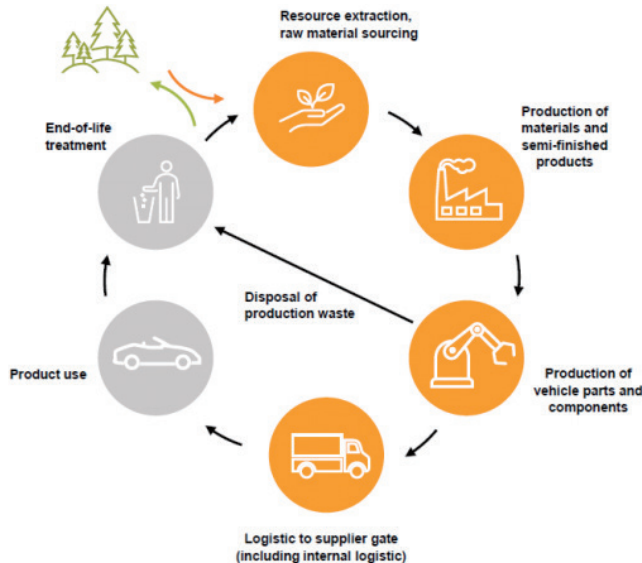 Resource extraction,
raw material sourcing
Production of
materials and
semi-finished
products
Production of
vehicle parts and
components
Logistic to supplier gate
(including internal logistic)
Product use
End-of-life
treatment
Disposal of
production waste